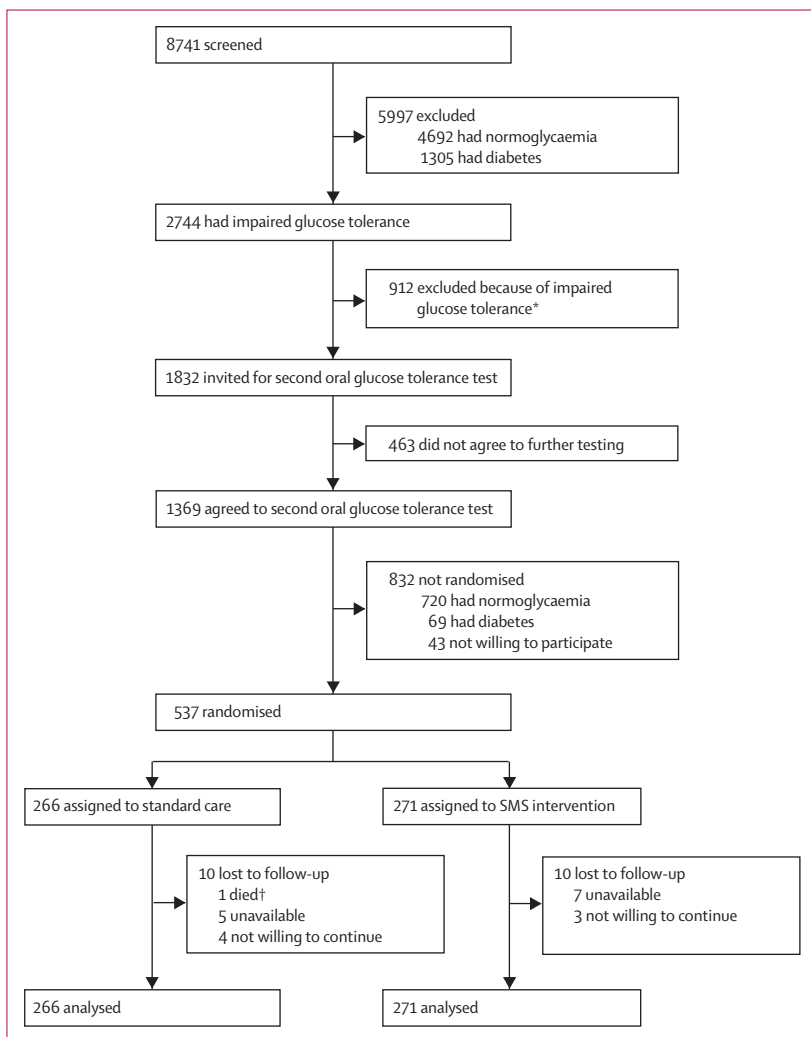 8741 screened
5997 excluded
4692 had normoglycaemia
1305 had diabetes
2744 had impaired glucose tolerance
912 excluded because of impaired
glucose tolerance*
1832 invited for second oral glucose tolerance test
463 did not agree to further testing
1369 agreed to second oral glucose tolerance test
832 not randomised
720 had normoglycaemia
69 had diabetes
43 not willing to participate
537 randomised
266 assigned to standard care
271 assigned to SMS intervention
10 lost to follow-up
1 died†
5 unavailable
4 not willing to continue
10 lost to follow-up
7 unavailable
3 not willing to continue
266 analysed
271 analysed